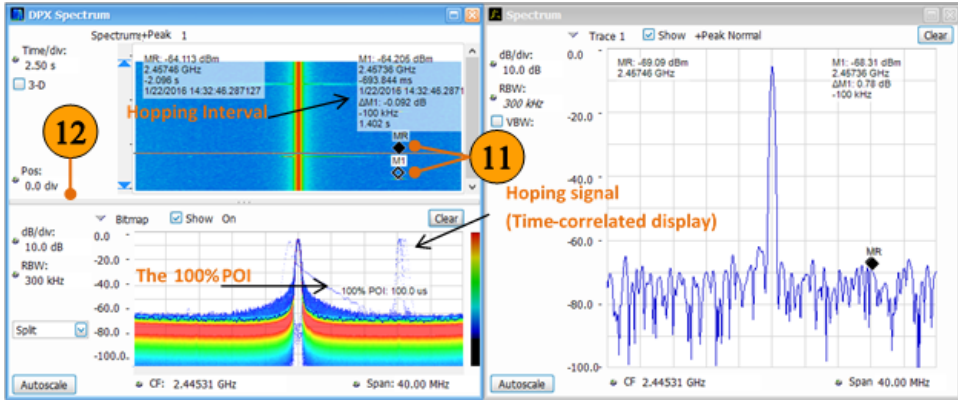 DPX Spectrum
Spectrum+Peak 1
Time/div:
2.50 s
3-D
MR: -64.113 dBm
2.45746 GHz
-2.096 s
1/22/2016 14:32:46.287127
M1: -64.205 dBm
2.45736 GHz
-693.844 ms
1/22/2016 14:32:46.2871
ΔM1: -0.092 dB
-100 kHz
1.402 s
Hopping Interval
MR
M1
12
11
Pos:
0.0 div
Bitmap Show On Clear
dB/div:
10.0 dB
RBW:
300 kHz
Split
Autoscale
0.0
-20.0
-40.0
-60.0
-80.0
-100.0
The 100% POI
100% POI: 100.0 us
Hoping signal
(Time-correlated display)
CF: 2.44531 GHz
Span: 40.00 MHz
Spectrum
Trace 1 Show +Peak Normal Clear
dB/div:
10.0 dB
RBW:
300 kHz
VBW:
0.0
-20.0
-40.0
-60.0
-80.0
-100.0
MR: -69.09 dBm
2.45746 GHz
M1: -68.31 dBm
2.45736 GHz
ΔM1: 0.78 dB
-100 kHz
MR
Autoscale
CF 2.44531 GHz
Span 40.00 MHz